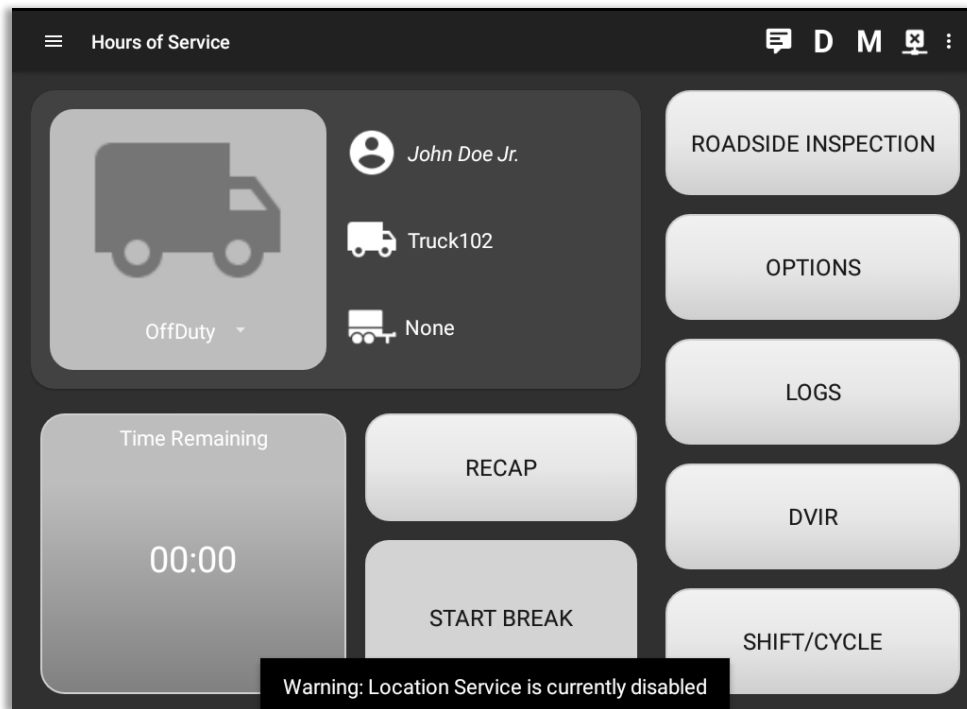 Hours of Service
D M
John Doe Jr.
Truck102
None
OffDuty
Time Remaining
00:00
RECAP
START BREAK
ROADSIDE INSPECTION
OPTIONS
LOGS
DVIR
SHIFT/CYCLE
Warning: Location Service is currently disabled